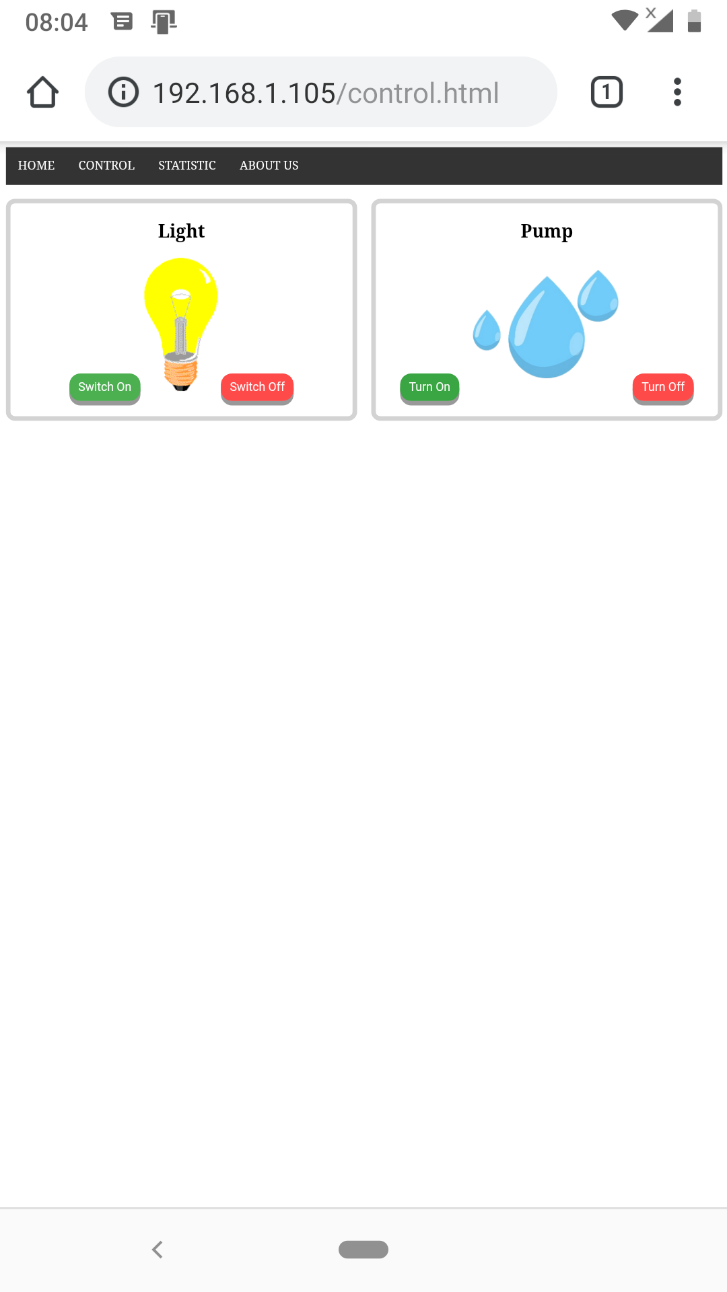 08:04
192.168.1.105/control.html
1
HOME CONTROL STATISTIC ABOUT US
Light
Switch On Switch Off
Pump
Turn On Turn Off